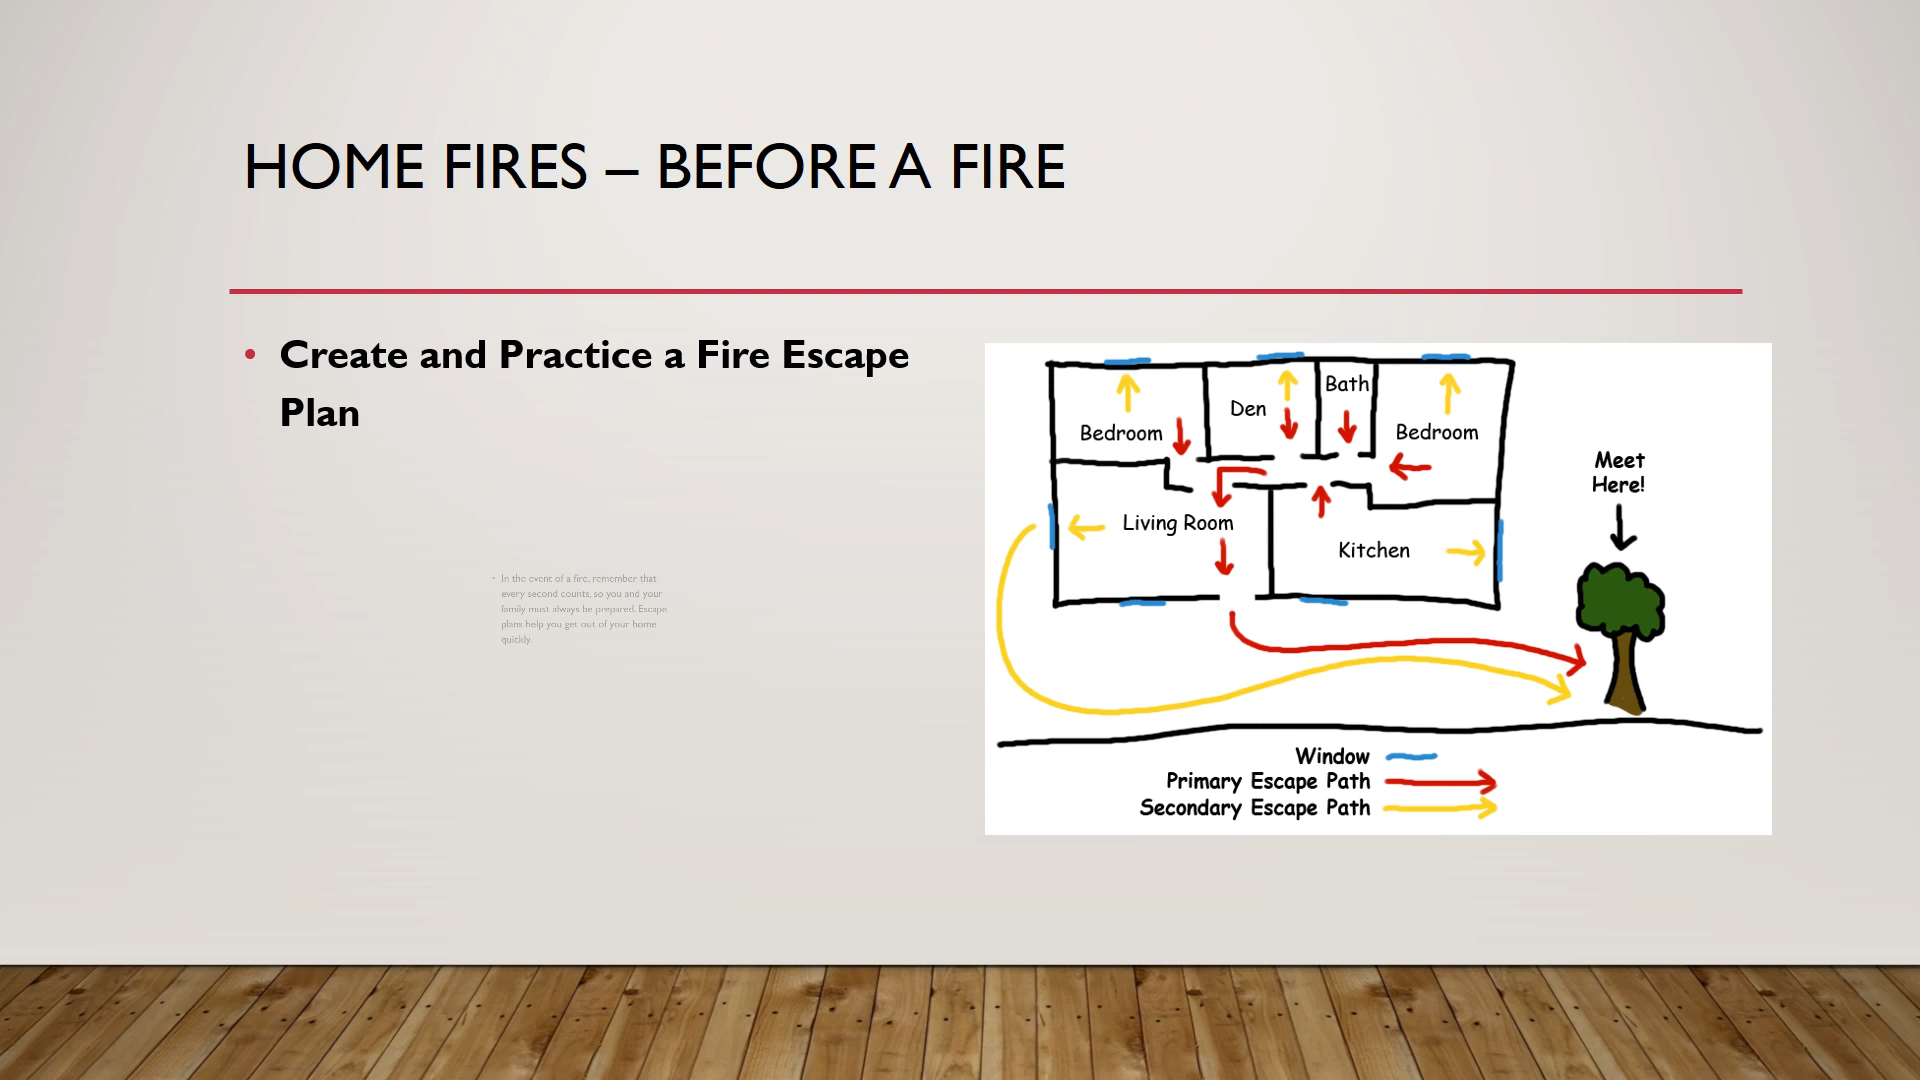 HOME FIRES – BEFORE A FIRE
• Create and Practice a Fire Escape
Plan
• In the event of a fire, remember that
every second counts, so you and your
family must always be prepared. Escape
plans help you get out of your home
quickly.
Bath
Den
Bedroom
Bedroom
Living Room
Kitchen
Meet
Here!
Window
Primary Escape Path
Secondary Escape Path